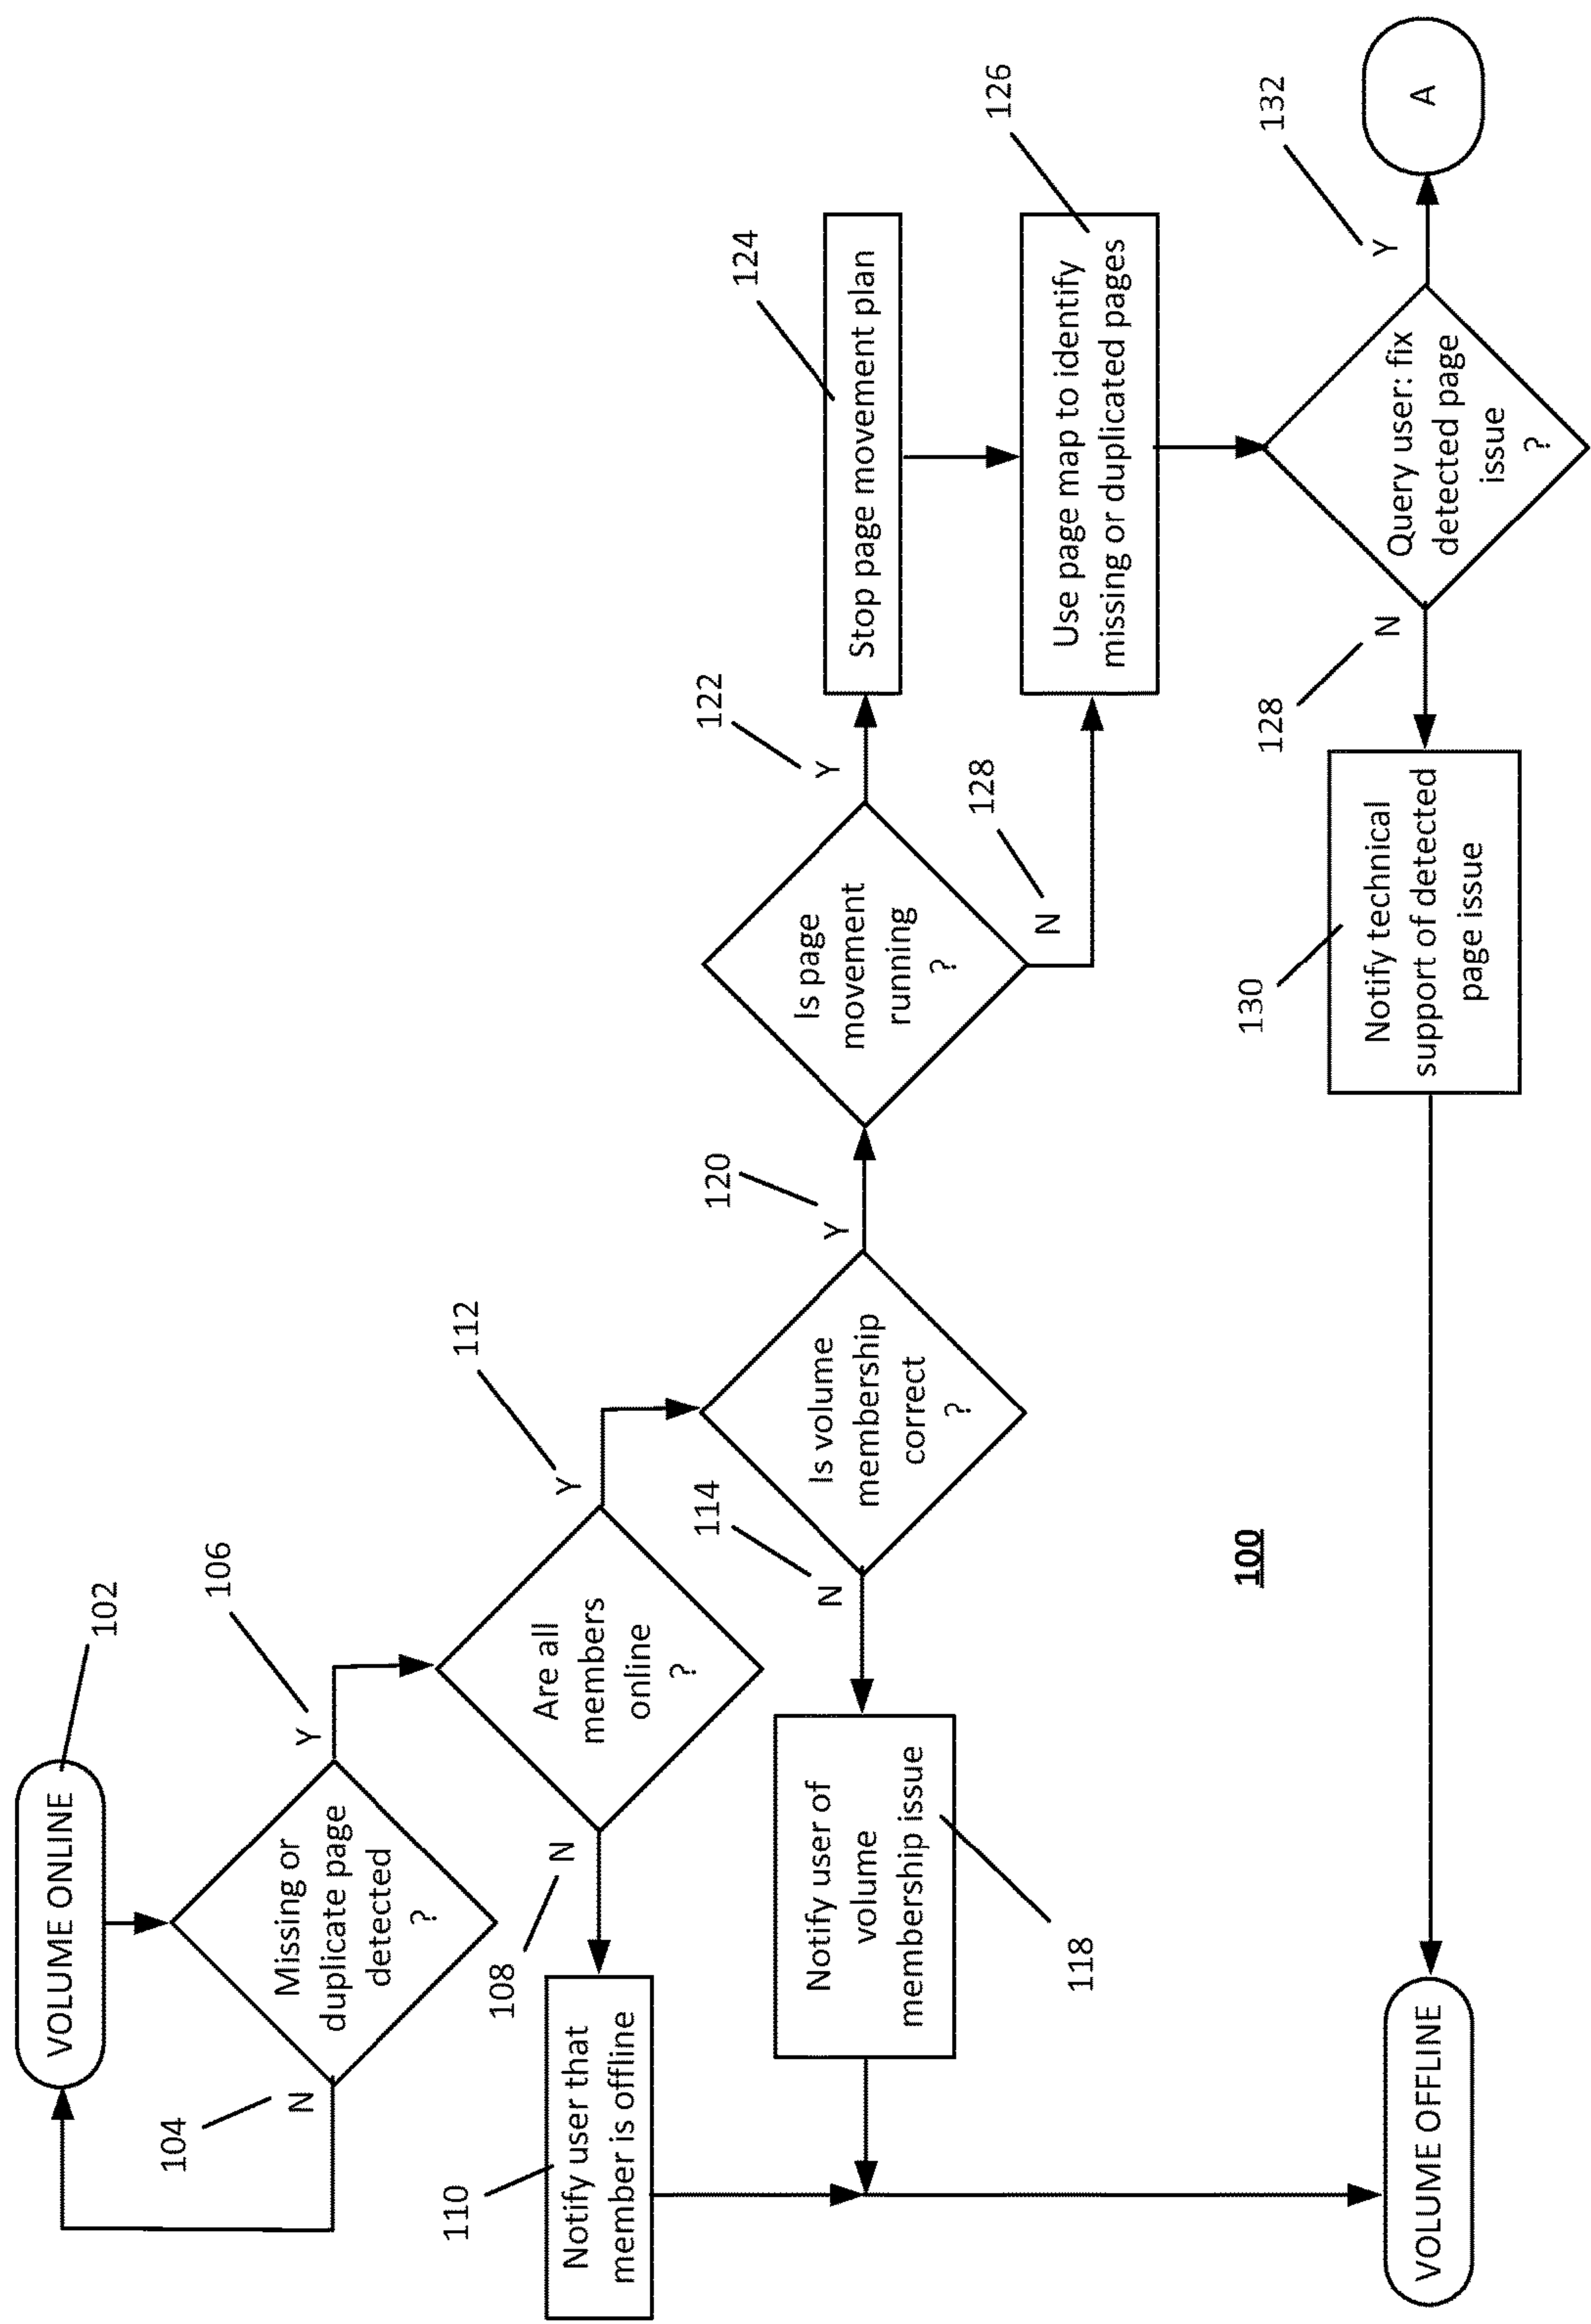 VOLUME ONLINE
102
Missing or
duplicate page
detected
?
104
N
106
Y
Are all
members
online
?
108
N
110
Notify user that
member is offline
112
Y
Is volume
membership
correct
?
114
N
Notify user of
volume
membership issue
118
120
Y
Is page
movement
running
?
122
Y
124
Stop page movement plan
128
N
126
Use page map to identify
missing or duplicated pages
Query user: fix
detected page
issue
?
132
Y
A
128
N
130
Notify technical
support of detected
page issue
VOLUME OFFLINE
100